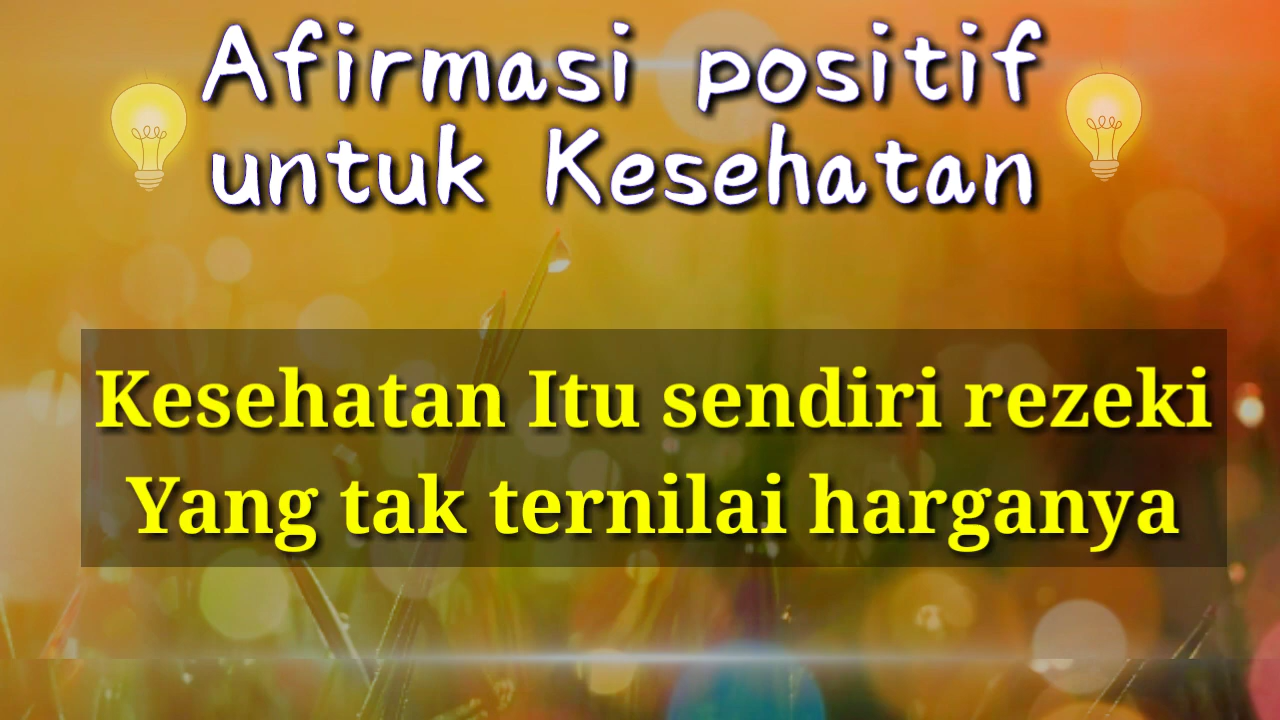 Afirmasi positif
untuk Kesehatan
Kesehatan Itu sendiri rezeki
Yang tak ternilai harganya